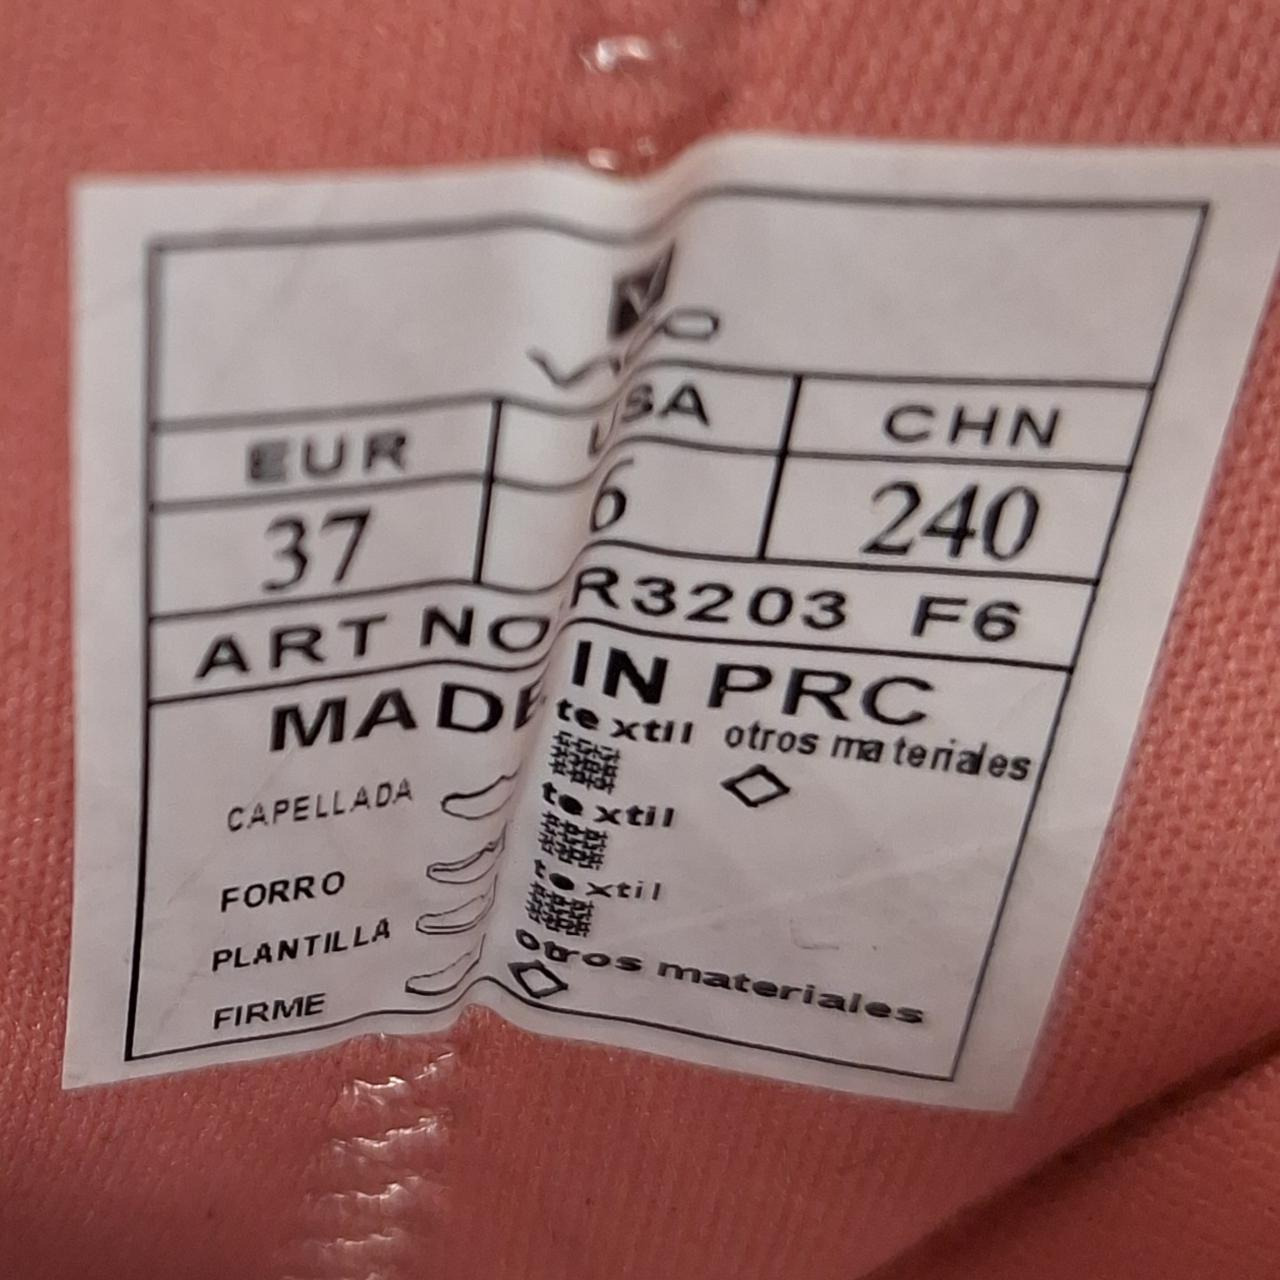 EUR USA CHN
37 6 240
ART NO R3203 F6
MADE IN PRC
CAPELLADA textil otros materiales
FORRO textil
PLANTILLA textil
FIRME otros materiales